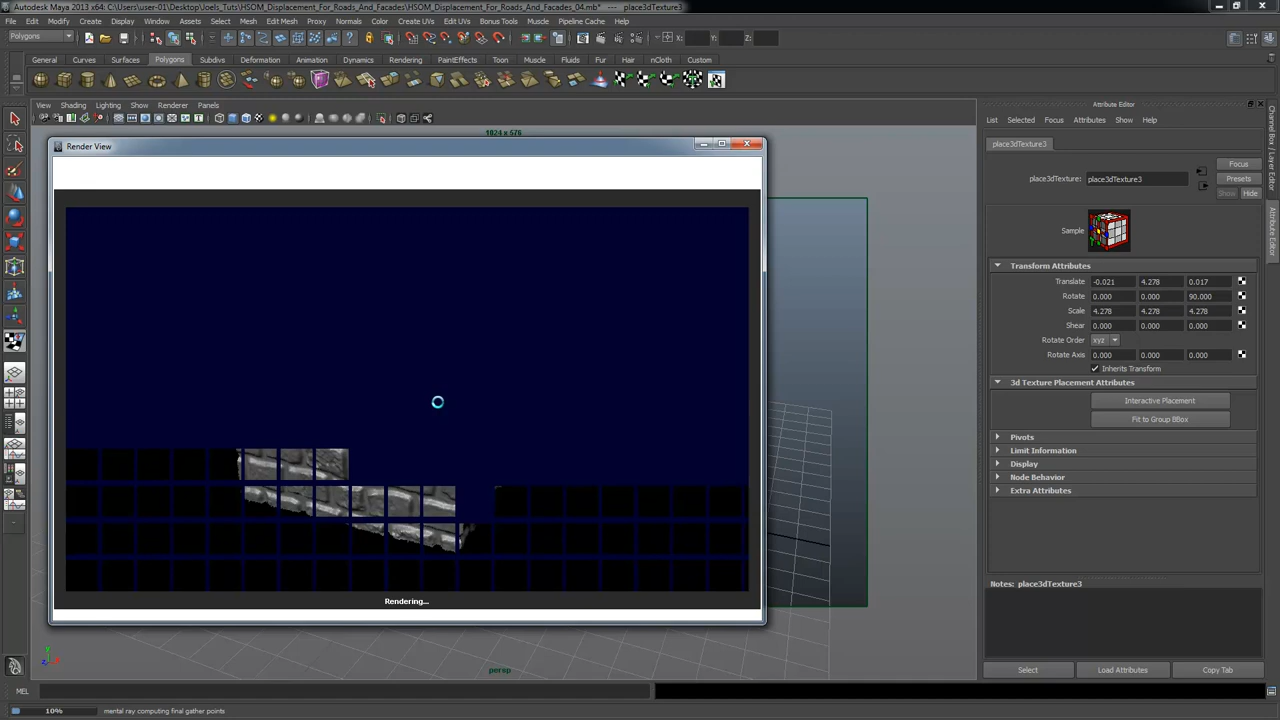 Autodesk Maya 2013 x64: C:\Users\user-01\Desktop\Joels_Tuts\HSOM_Displacement_For_Roads_And_Facades\HSOM_Displacement_For_Roads_And_Facades_04.mb* --- place3dTexture3
File Edit Modify Create Display Window Assets Select Mesh Edit Mesh Proxy Normals Color Create UVs Edit UVs Bonus Tools Muscle Pipeline Cache Help
Polygons X: Y: Z:
General Curves Surfaces Polygons Subdivs Deformation Animation Dynamics Rendering PaintEffects Toon Muscle Fluids Fur Hair nCloth Custom
View Shading Lighting Show Renderer Panels
1024 x 576
Render View
Rendering...
persp
Attribute Editor
List Selected Focus Attributes Show Help
place3dTexture3
Focus
place3dTexture: place3dTexture3
Presets
Show Hide
Sample
Transform Attributes
Translate -0.021 4.278 0.017
Rotate 0.000 0.000 90.000
Scale 4.278 4.278 4.278
Shear 0.000 0.000 0.000
Rotate Order xyz
Rotate Axis 0.000 0.000 0.000
Inherits Transform
3d Texture Placement Attributes
Interactive Placement
Fit to Group BBox
Pivots
Limit Information
Display
Node Behavior
Extra Attributes
Notes: place3dTexture3
Select Load Attributes Copy Tab
Channel Box / Layer Editor
Attribute Editor
MEL
10% mental ray computing final gather points